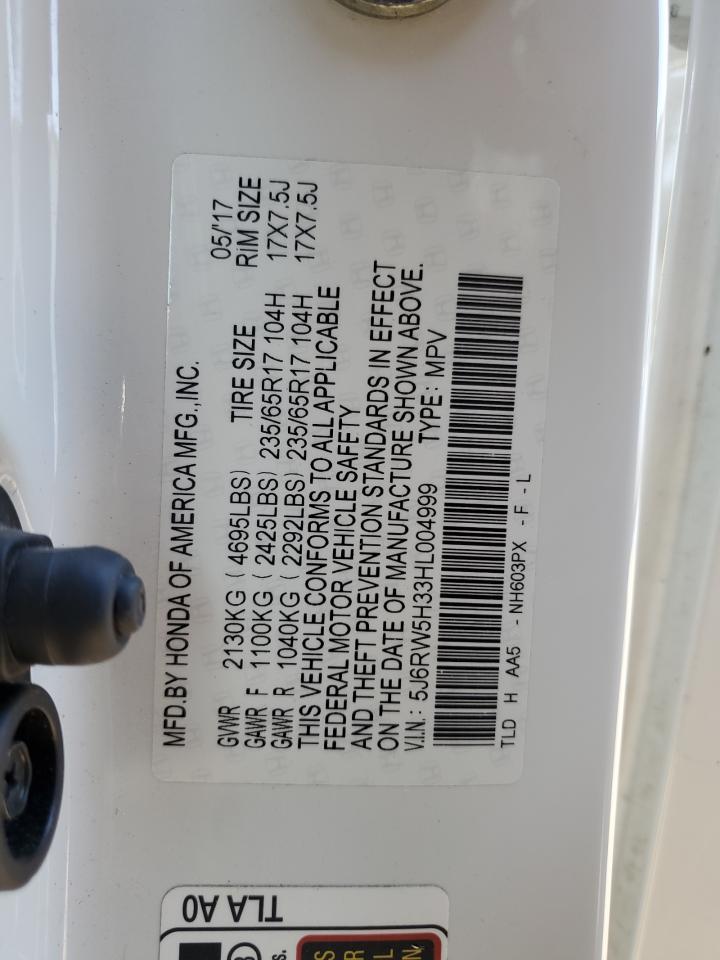 MFD.BY HONDA OF AMERICA MFG.,INC. 05/'17
GVWR 2130KG ( 4695LBS) TIRE SIZE RIM SIZE
GAWR F 1100KG ( 2425LBS) 235/65R17 104H 17X7.5J
GAWR R 1040KG ( 2292LBS) 235/65R17 104H 17X7.5J
THIS VEHICLE CONFORMS TO ALL APPLICABLE
FEDERAL MOTOR VEHICLE SAFETY
AND THEFT PREVENTION STANDARDS IN EFFECT
ON THE DATE OF MANUFACTURE SHOWN ABOVE.
V.I.N.: 5J6RW5H33HL004999 TYPE: MPV
TLD H AA5 - NH603PX - F - L
TLA A0